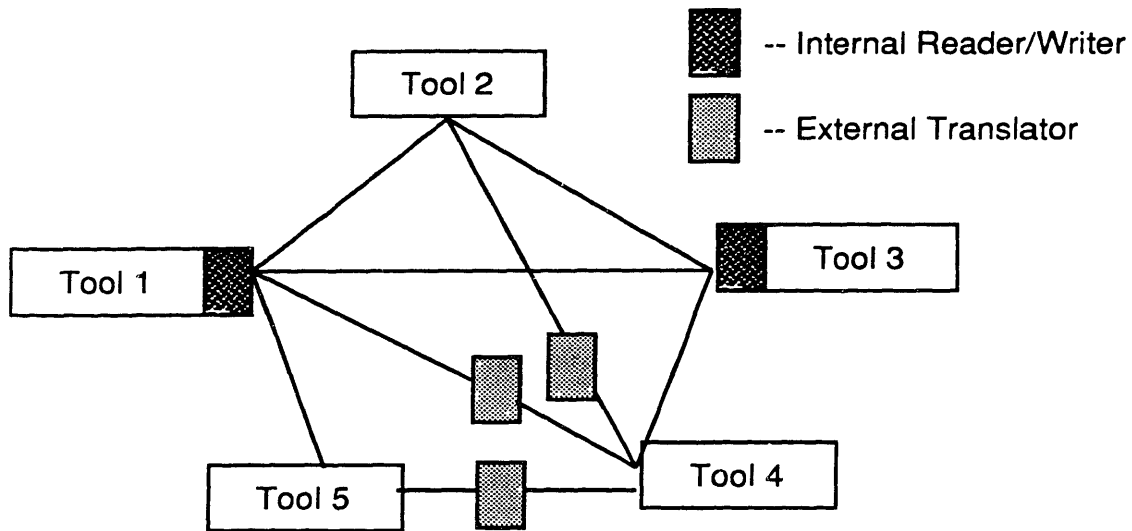 -- Internal Reader/Writer
Tool 2
-- External Translator
Tool 1
Tool 3
Tool 4
Tool 5